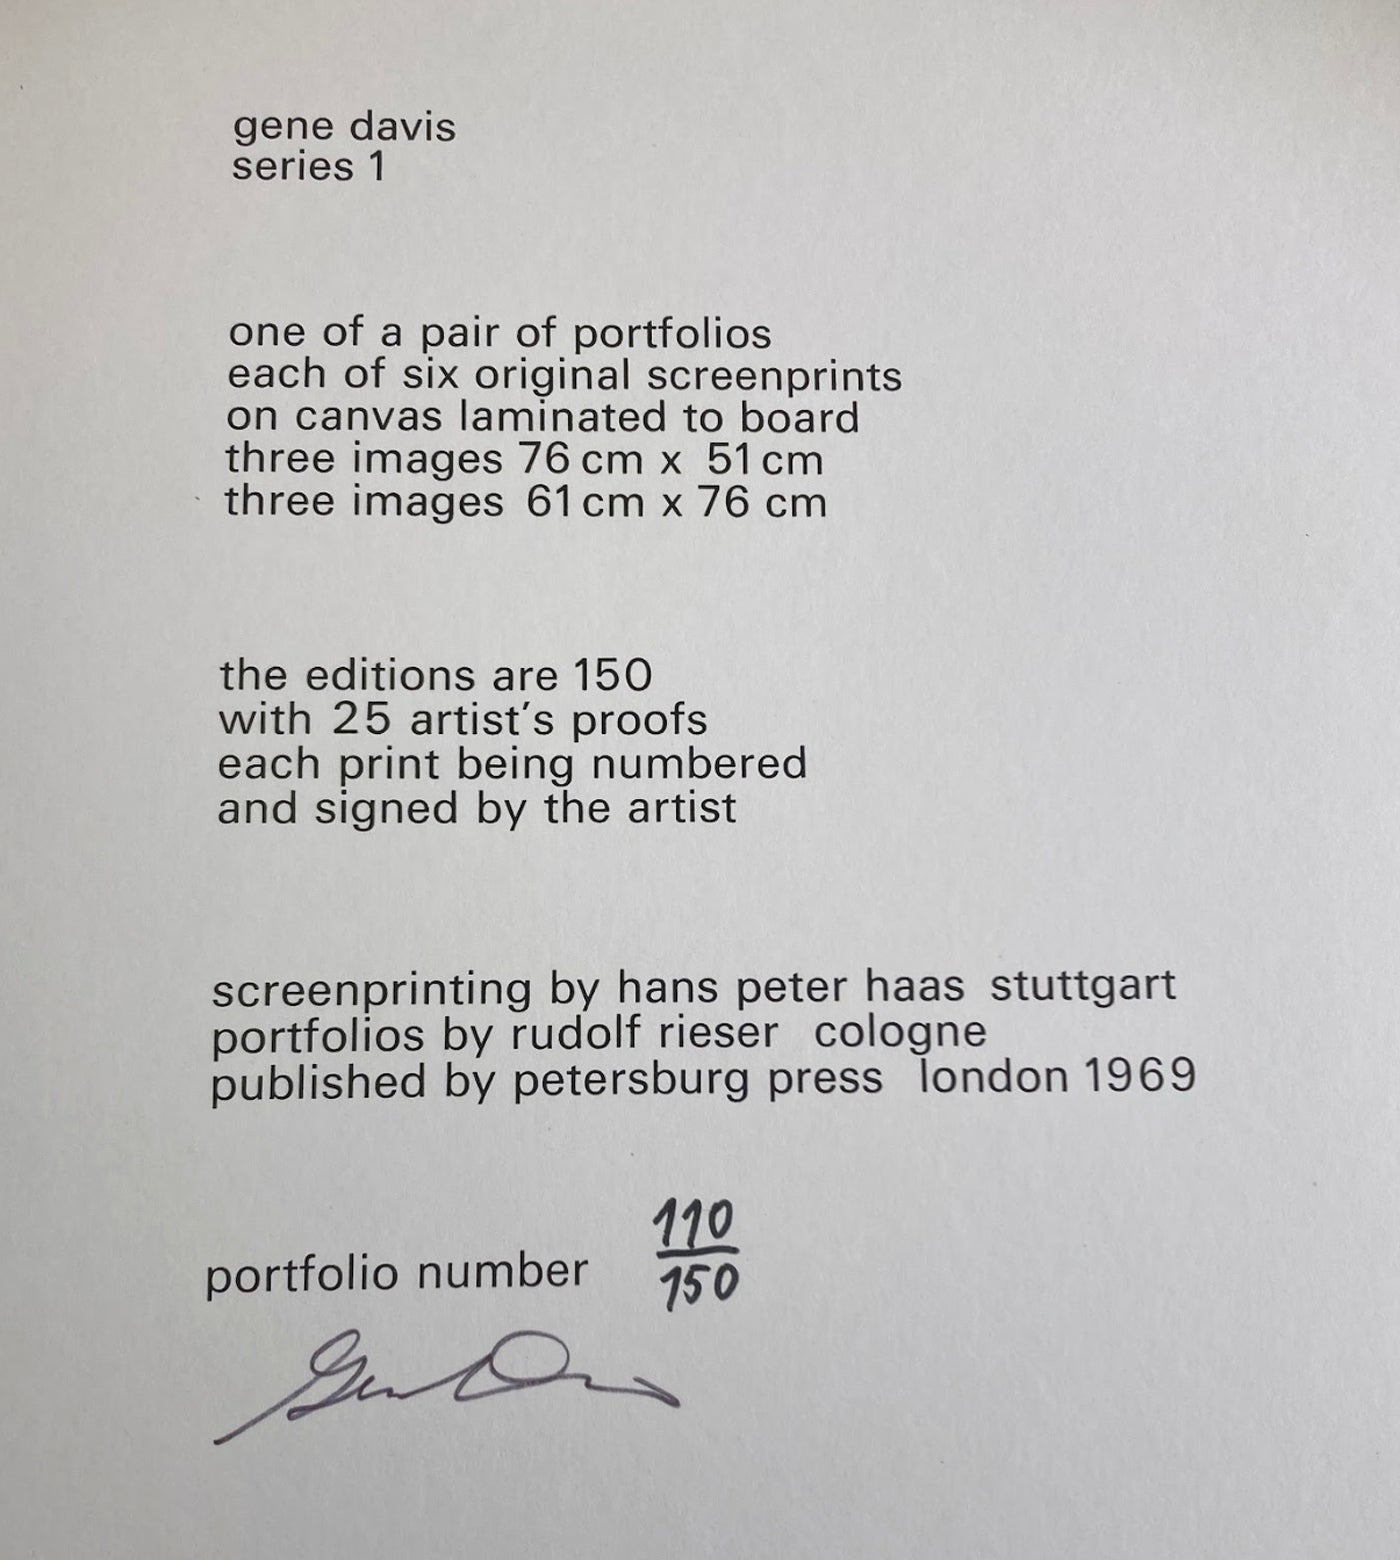 gene davis
series 1
one of a pair of portfolios
each of six original screenprints
on canvas laminated to board
three images 76 cm x 51 cm
three images 61 cm x 76 cm
the editions are 150
with 25 artist's proofs
each print being numbered
and signed by the artist
screenprinting by hans peter haas stuttgart
portfolios by rudolf rieser cologne
published by petersburg press london 1969
portfolio number 110/150
Gene Davis